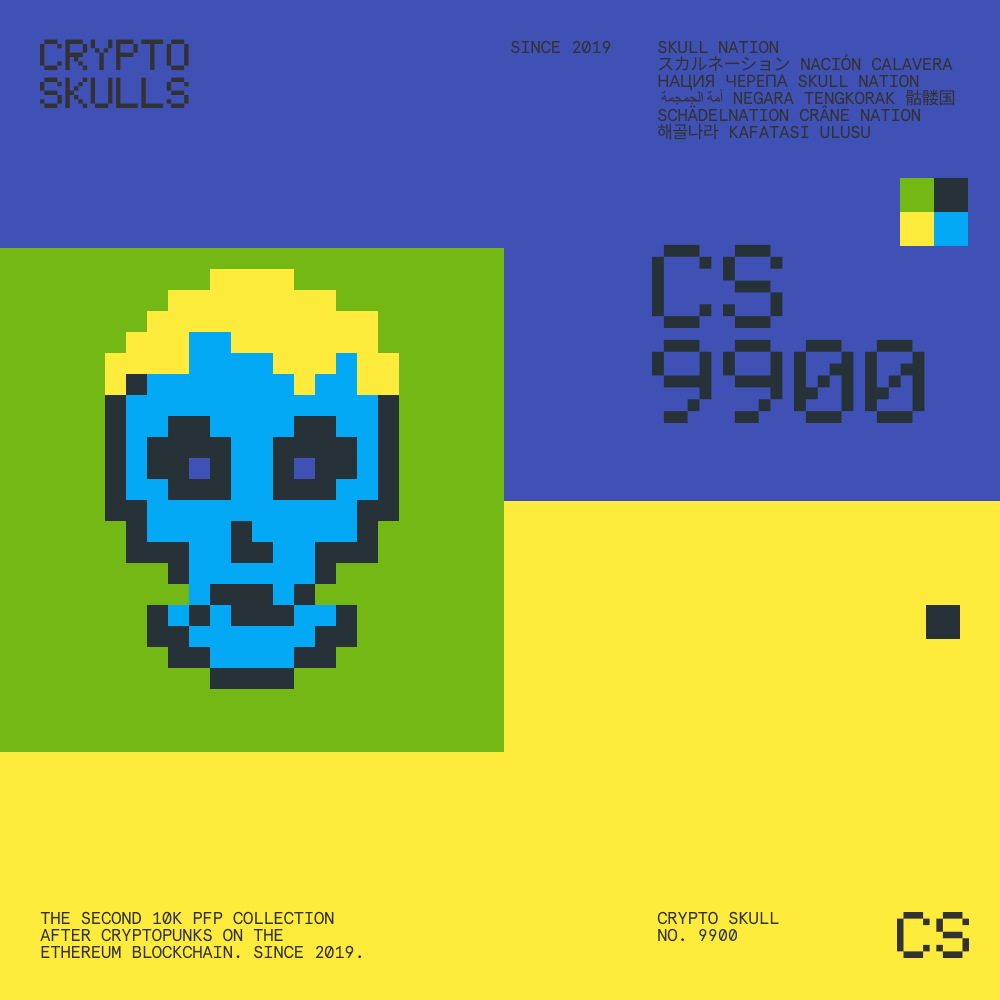 CRYPTO
SKULLS
SINCE 2019
SKULL NATION
スカルネーション NACIÓN CALAVERA
НАЦИЯ ЧЕРЕПА SKULL NATION
أمة الجمجمة NEGARA TENGKORAK 骷髅国
SCHÄDELNATION CRÂNE NATION
해골나라 KAFATASI ULUSU
CS
9900
THE SECOND 10K PFP COLLECTION
AFTER CRYPTOPUNKS ON THE
ETHEREUM BLOCKCHAIN. SINCE 2019.
CRYPTO SKULL
NO. 9900
CS